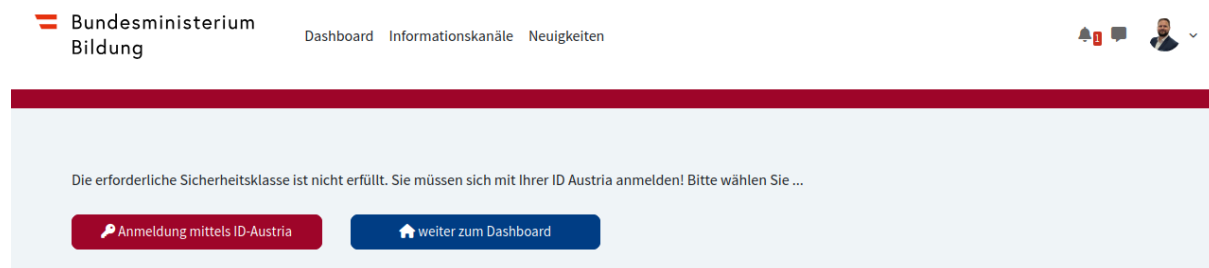 Bundesministerium
Bildung
Dashboard Informationskanäle Neuigkeiten
1
Die erforderliche Sicherheitsklasse ist nicht erfüllt. Sie müssen sich mit Ihrer ID Austria anmelden! Bitte wählen Sie ...
Anmeldung mittels ID-Austria
weiter zum Dashboard